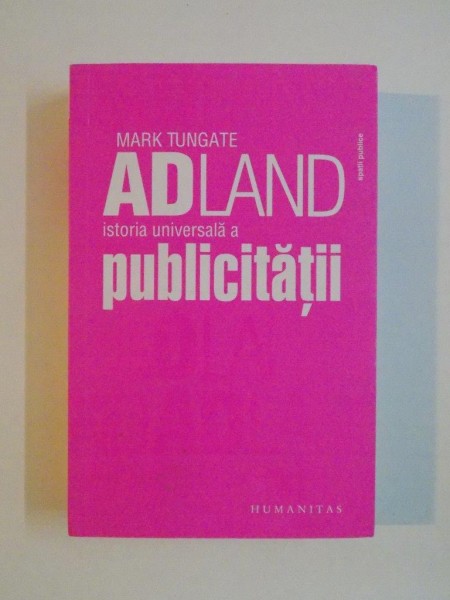 MARK TUNGATE
ADLAND
istoria universală a
publicității
spații publice
HUMANITAS